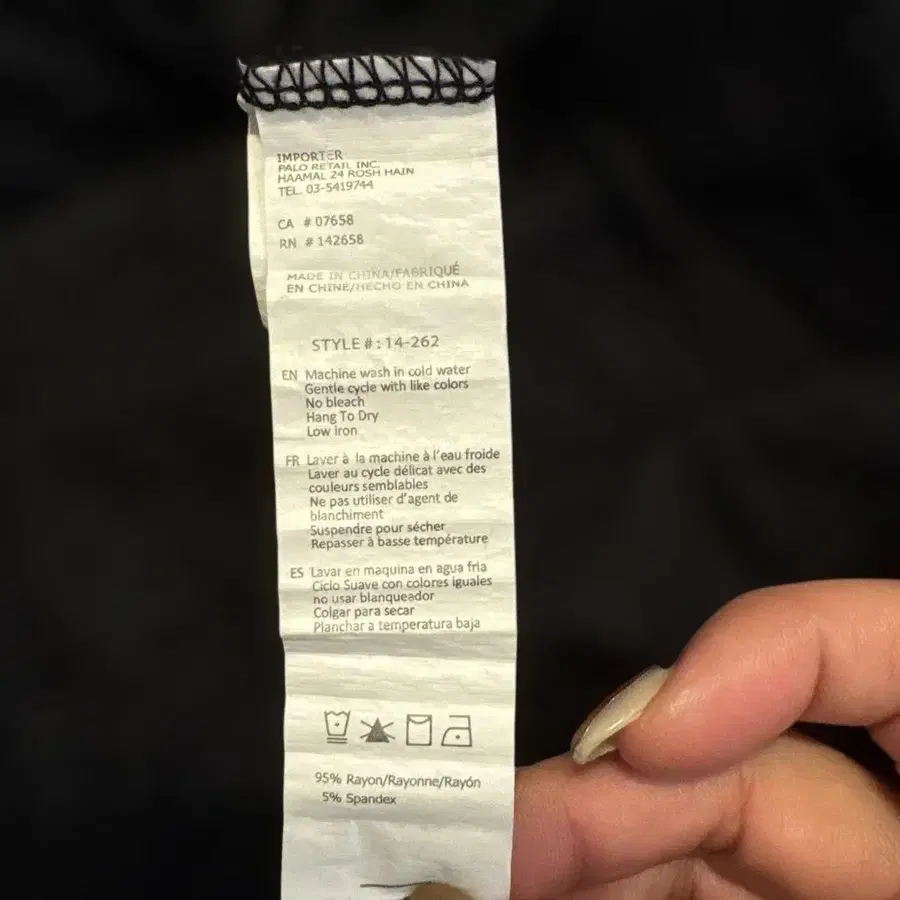 IMPORTER
PALO RETAIL INC.
HAAMAL 24 ROSH HAIN
TEL. 03-5419744
CA # 07658
RN # 142658
MADE IN CHINA/FABRIQUÉ
EN CHINE/HECHO EN CHINA
STYLE # : 14-262
EN Machine wash in cold water
Gentle cycle with like colors
No bleach
Hang To Dry
Low iron
FR Laver à la machine à l'eau froide
Laver au cycle délicat avec des
couleurs semblables
Ne pas utiliser d'agent de
blanchiment
Suspendre pour sécher
Repasser à basse température
ES Lavar en maquina en agua fria
Ciclo Suave con colores iguales
no usar blanqueador
Colgar para secar
Planchar a temperatura baja
95% Rayon/Rayonne/Rayón
5% Spandex